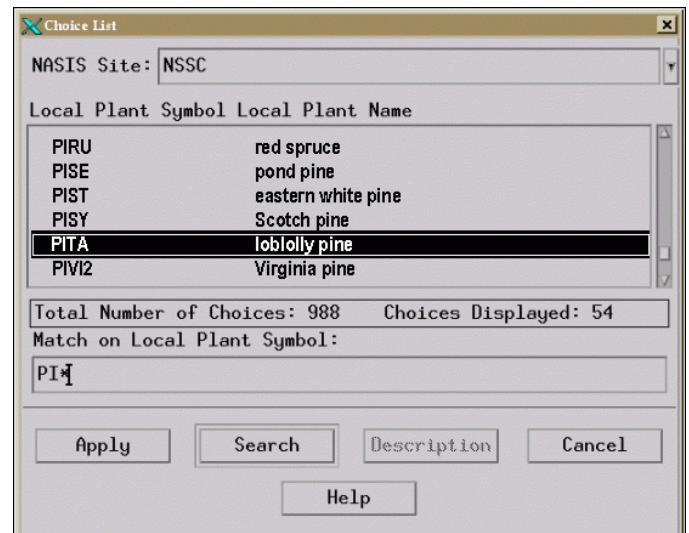 Choice List
NASIS Site: NSSC
Local Plant Symbol Local Plant Name
PIRU red spruce
PISE pond pine
PIST eastern white pine
PISY Scotch pine
PITA loblolly pine
PIVI2 Virginia pine
Total Number of Choices: 988 Choices Displayed: 54
Match on Local Plant Symbol:
PI*
Apply Search Description Cancel
Help